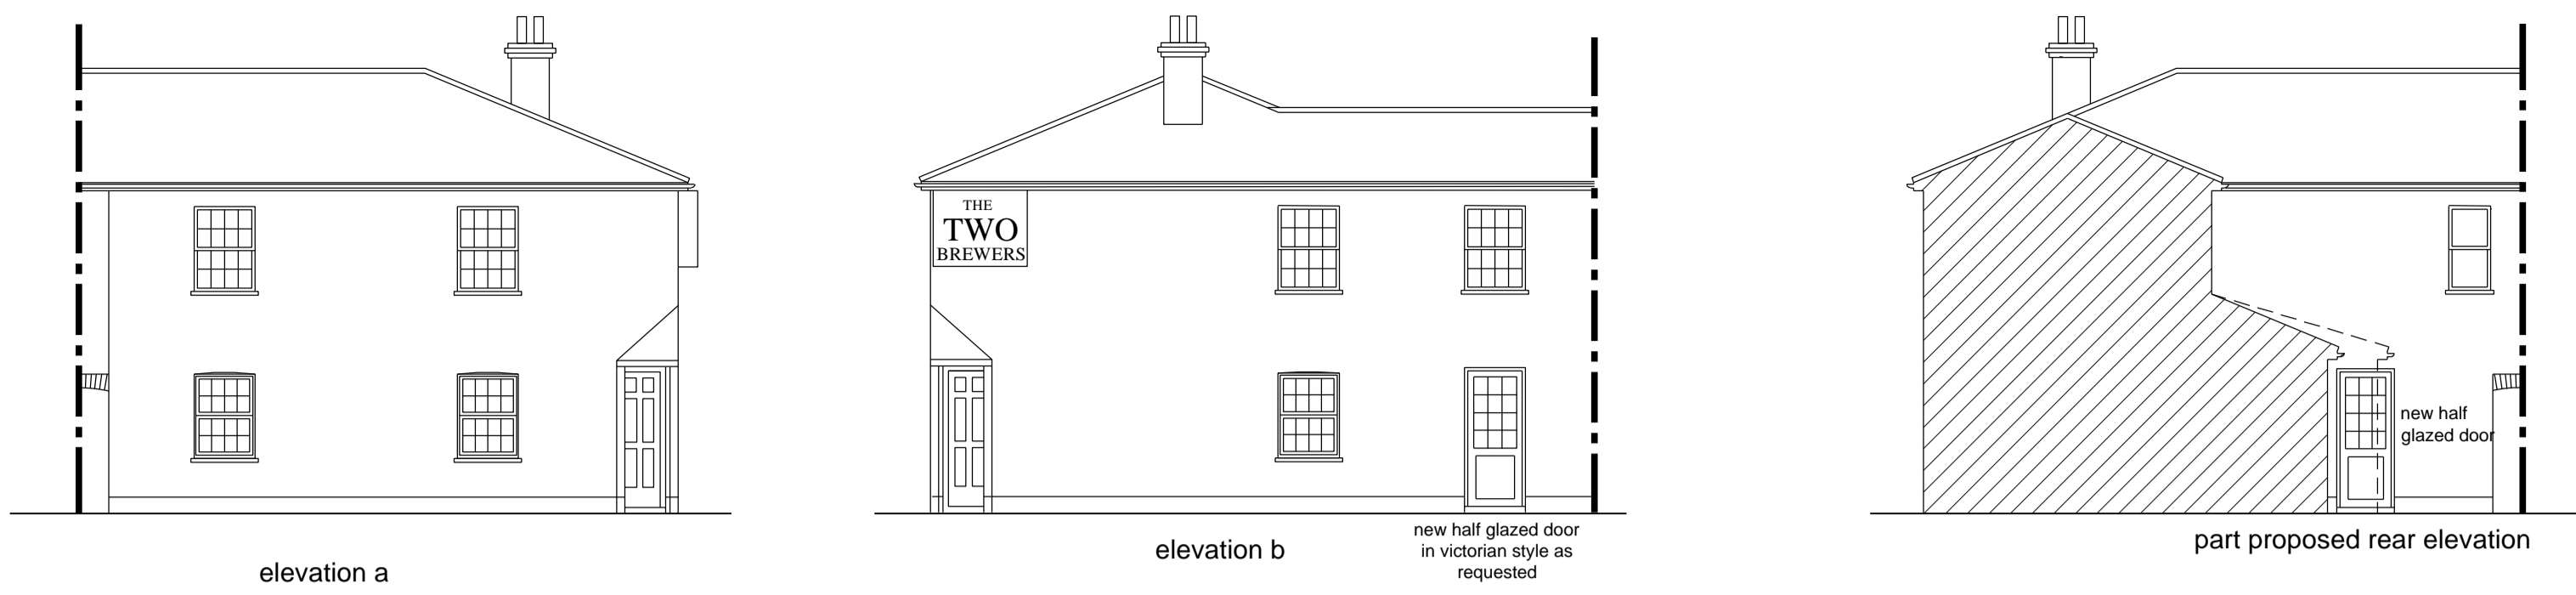 elevation a
THE
TWO
BREWERS
elevation b
new half glazed door
in victorian style as
requested
new half
glazed door
part proposed rear elevation